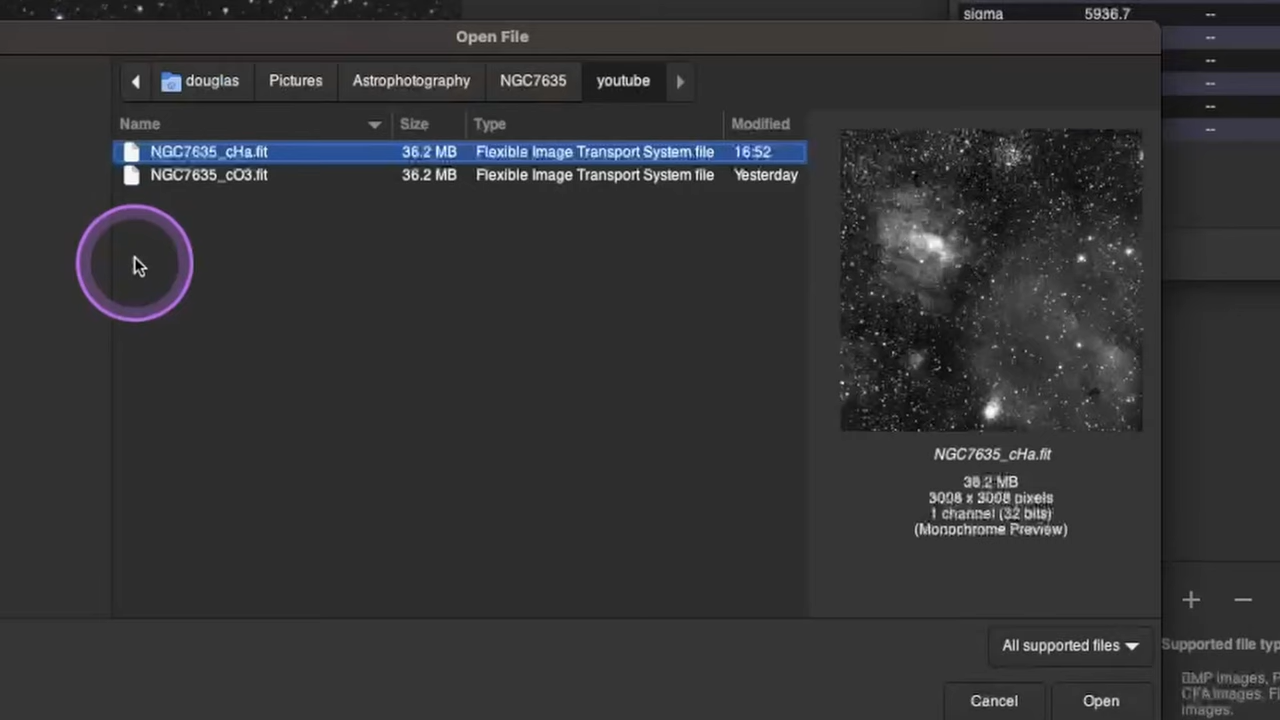 sigma 5936.7 --
--
Open File
--
douglas Pictures Astrophotography NGC7635 youtube
--
--
Name Size Type Modified
--
NGC7635_cHa.fit 36.2 MB Flexible Image Transport System file 16:52
NGC7635_cO3.fit 36.2 MB Flexible Image Transport System file Yesterday
NGC7635_cHa.fit
36.2 MB
3008 x 3008 pixels
1 channel (32 bits)
(Monochrome Preview)
All supported files
Supported file typ
BMP images,
CFA images,
images.
Cancel Open